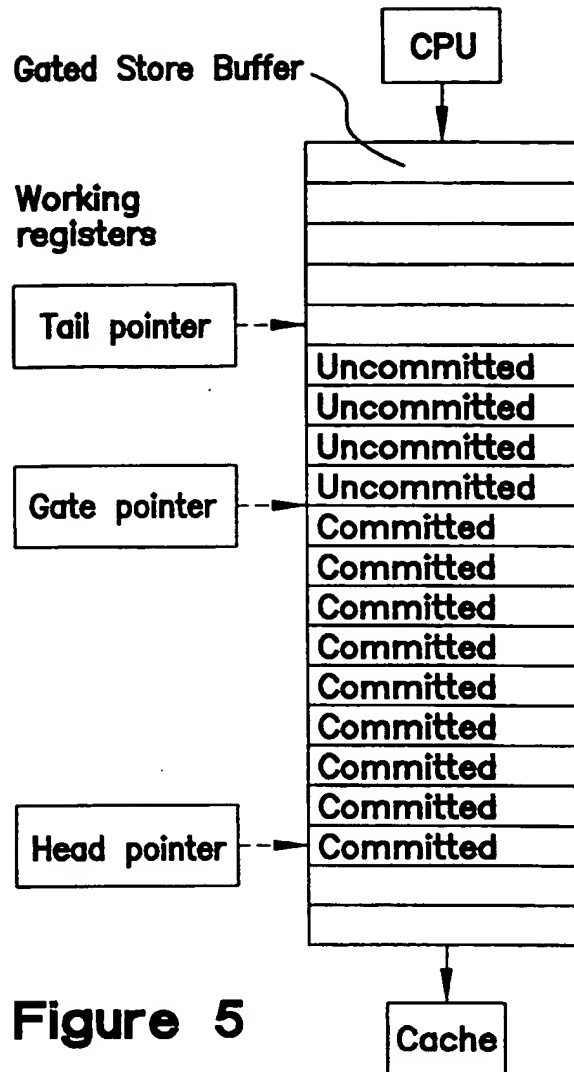 CPU
Gated Store Buffer
Working
registers
Tail pointer
Uncommitted
Uncommitted
Uncommitted
Uncommitted
Gate pointer
Committed
Committed
Committed
Committed
Committed
Committed
Committed
Committed
Committed
Head pointer
Figure 5
Cache